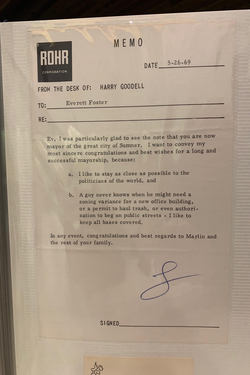 MEMO
ROHR
CORPORATION
DATE 5-26-69
FROM THE DESK OF: HARRY GOODELL
TO: Everett Foster
RE:
Ev, I was particularly glad to see the note that you are now
mayor of the great city of Sumner. I want to convey my
most sincere congratulations and best wishes for a long and
successful mayorship, because:
a. I like to stay as close as possible to the
politicians of the world, and
b. A guy never knows when he might need a
zoning variance for a new office building,
or a permit to haul trash, or even authori-
zation to beg on public streets - I like to
keep all bases covered.
In any event, congratulations and best regards to Marlin and
the rest of your family.
SIGNED